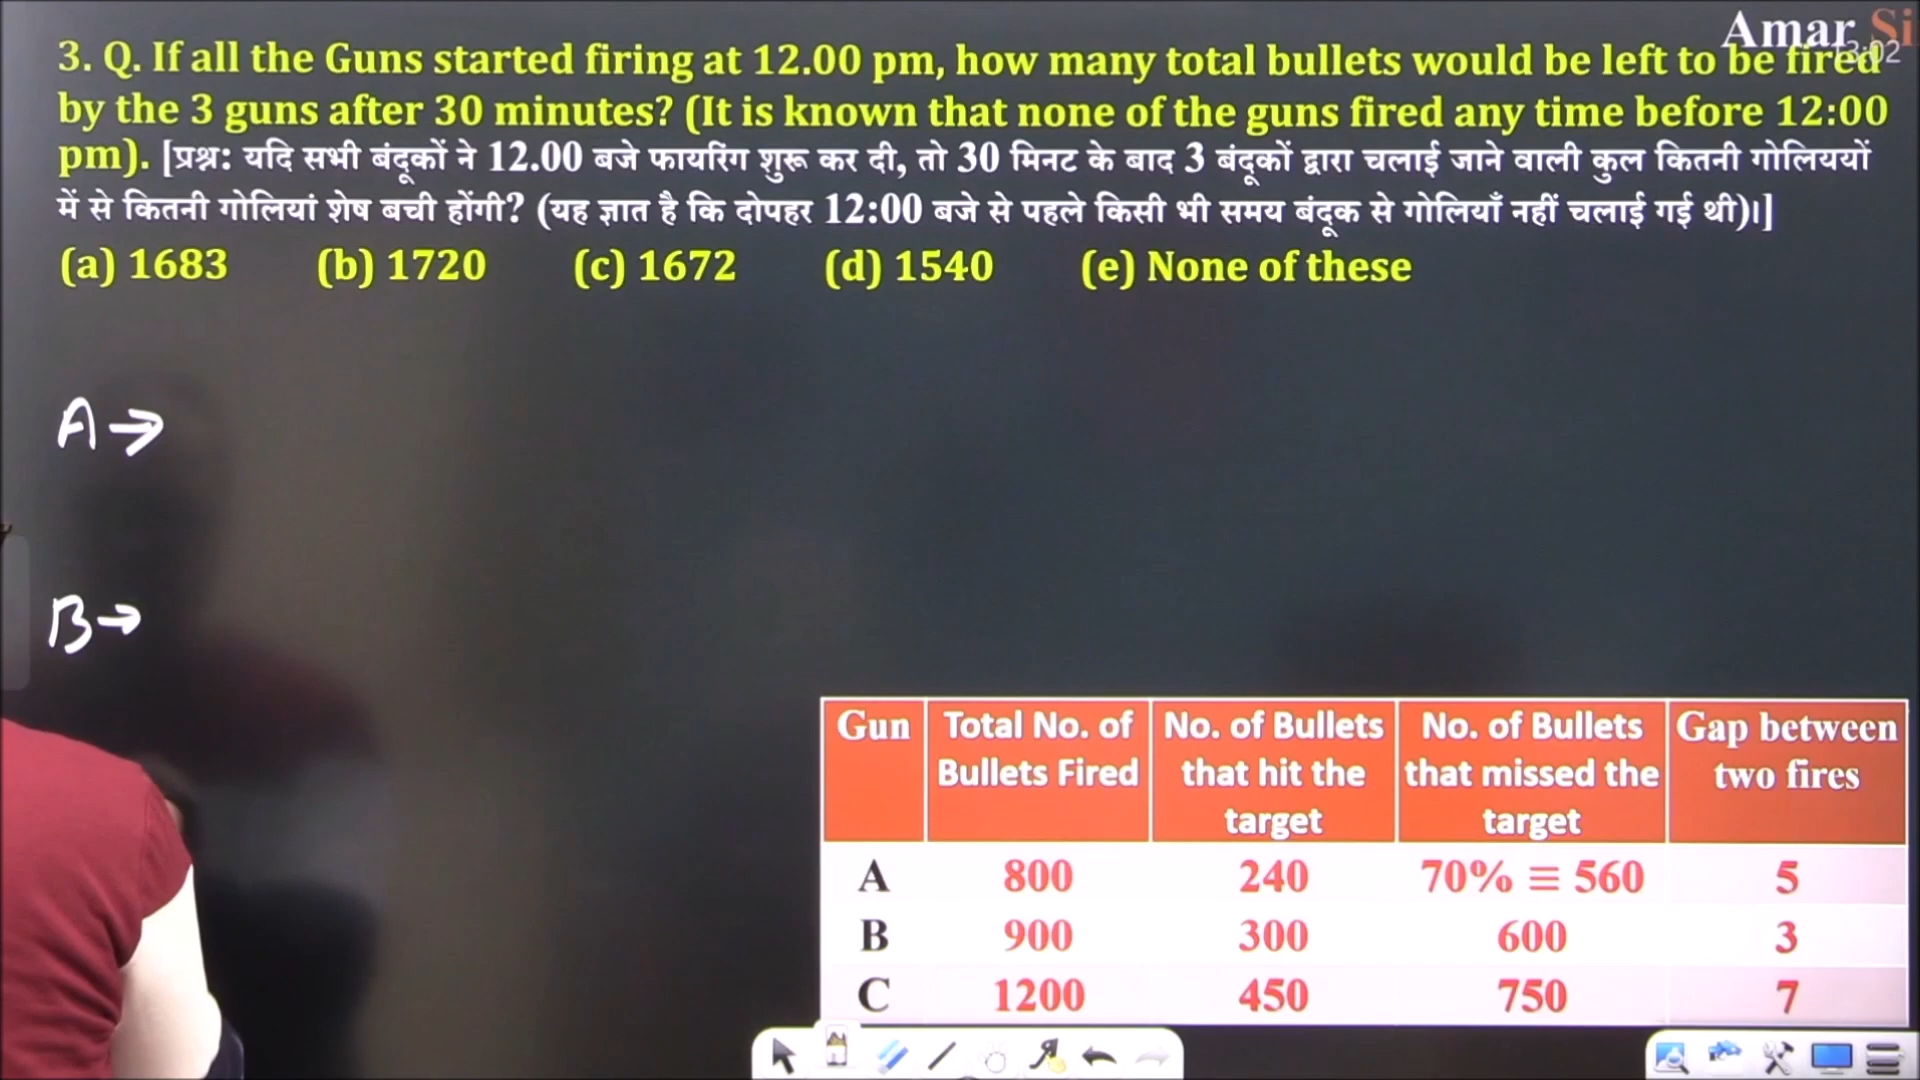 Amar Si
13:02
3. Q. If all the Guns started firing at 12.00 pm, how many total bullets would be left to be fired
by the 3 guns after 30 minutes? (It is known that none of the guns fired any time before 12:00
pm). [प्रश्न: यदि सभी बंदूकों ने 12.00 बजे फायरिंग शुरू कर दी, तो 30 मिनट के बाद 3 बंदूकों द्वारा चलाई जाने वाली कुल कितनी गोलिययों
में से कितनी गोलियां शेष बची होंगी? (यह ज्ञात है कि दोपहर 12:00 बजे से पहले किसी भी समय बंदूक से गोलियाँ नहीं चलाई गई थी)।]
(a) 1683 (b) 1720 (c) 1672 (d) 1540 (e) None of these
A →
B →
Gun Total No. of Bullets Fired No. of Bullets that hit the target No. of Bullets that missed the target Gap between two fires
A 800 240 70% ≡ 560 5
B 900 300 600 3
C 1200 450 750 7